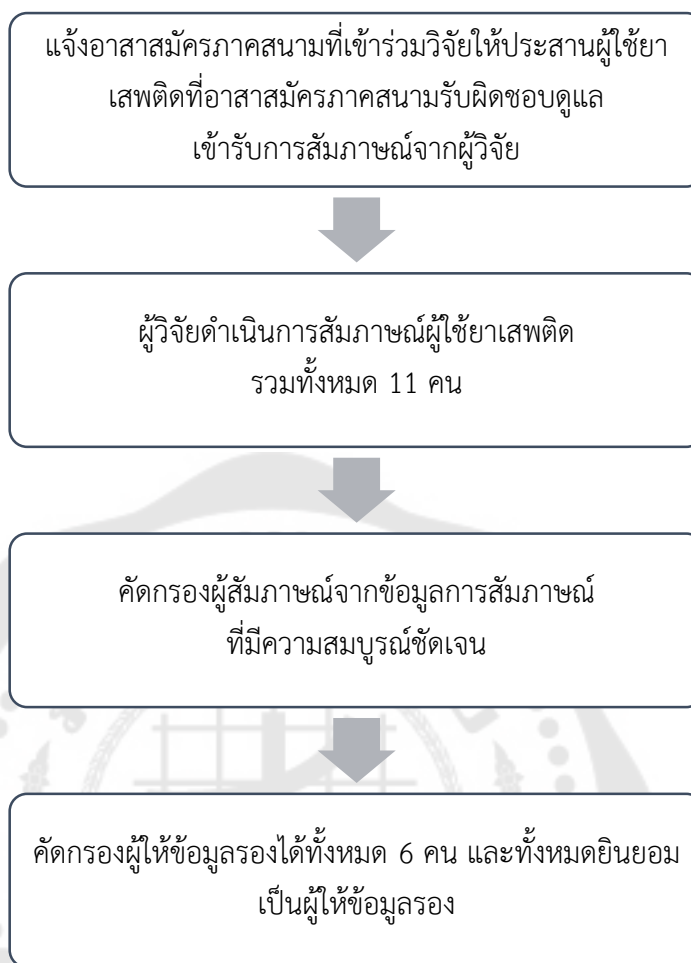 แจ้งอาสาสมัครภาคสนามที่เข้าร่วมวิจัยให้ประสานผู้ใช้ยา
เสพติดที่อาสาสมัครภาคสนามรับผิดชอบดูแล
เข้ารับการสัมภาษณ์จากผู้วิจัย
ผู้วิจัยดำเนินการสัมภาษณ์ผู้ใช้ยาเสพติด
รวมทั้งหมด 11 คน
คัดกรองผู้สัมภาษณ์จากข้อมูลการสัมภาษณ์
ที่มีความสมบูรณ์ชัดเจน
คัดกรองผู้ให้ข้อมูลรองได้ทั้งหมด 6 คน และทั้งหมดยินยอม
เป็นผู้ให้ข้อมูลรอง